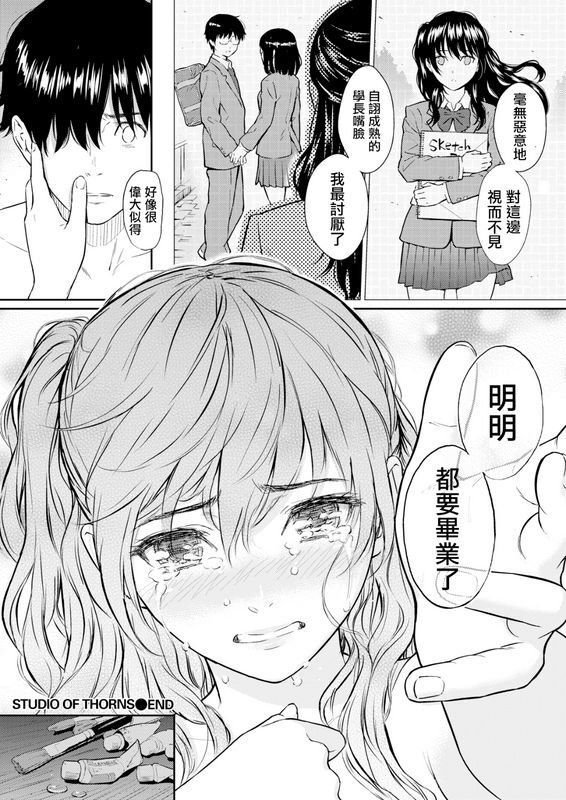 毫無惡意地
對這邊
視而不見
Sketch
自詡成熟的
學長嘴臉
我最討厭了
好像很
偉大似得
明明
都要畢業了
STUDIO OF THORNS●END